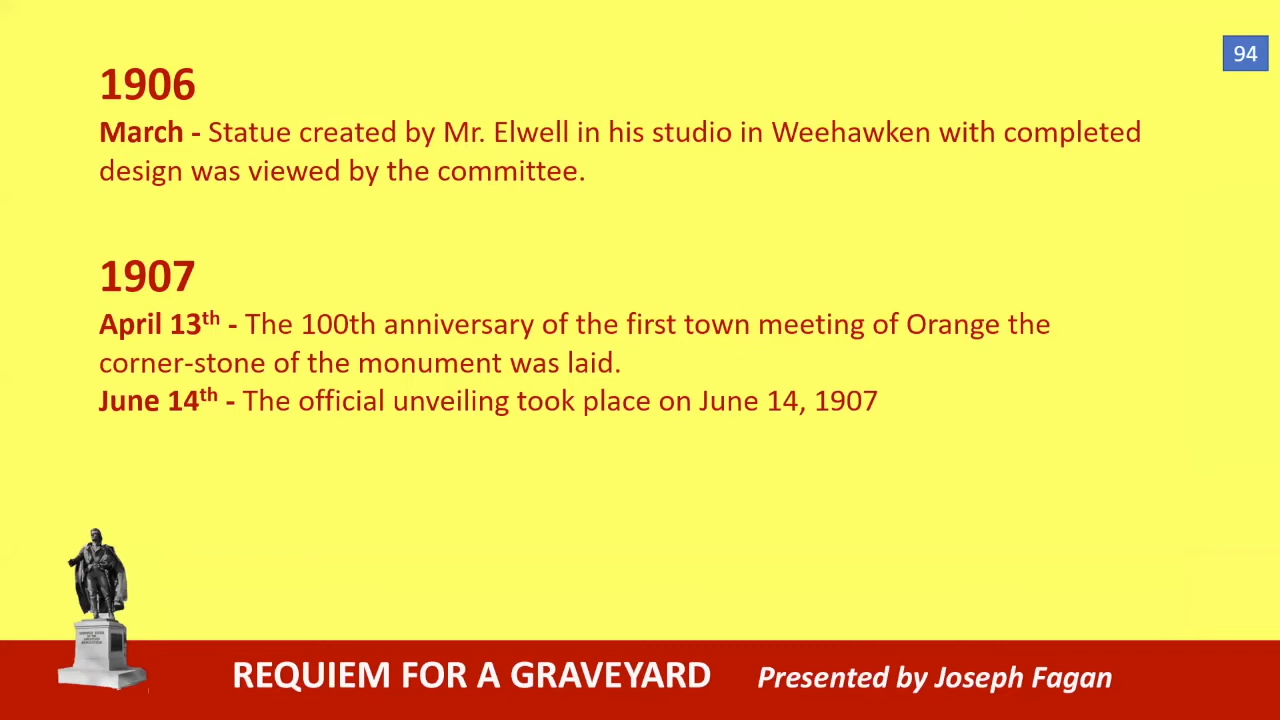 94
1906
March - Statue created by Mr. Elwell in his studio in Weehawken with completed
design was viewed by the committee.
1907
April 13th - The 100th anniversary of the first town meeting of Orange the
corner-stone of the monument was laid.
June 14th - The official unveiling took place on June 14, 1907
REQUIEM FOR A GRAVEYARD Presented by Joseph Fagan